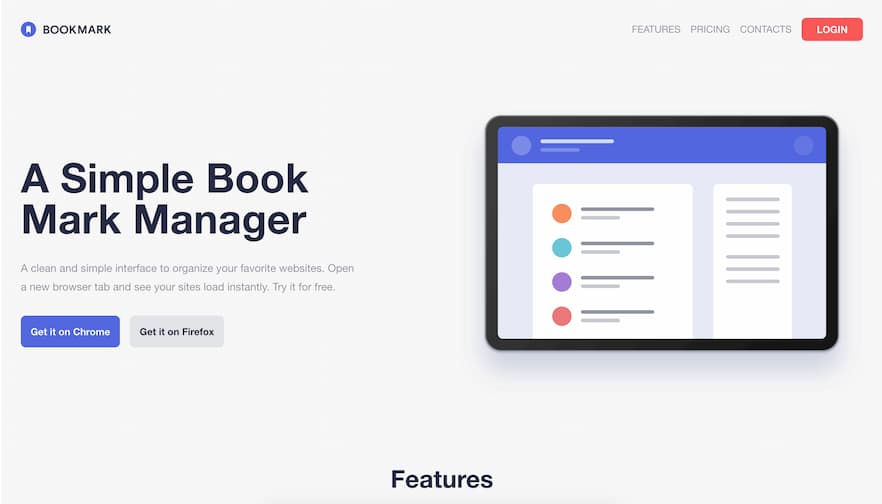 BOOKMARK
FEATURES PRICING CONTACTS LOGIN
A Simple Book
Mark Manager
A clean and simple interface to organize your favorite websites. Open
a new browser tab and see your sites load instantly. Try it for free.
Get it on Chrome Get it on Firefox
Features